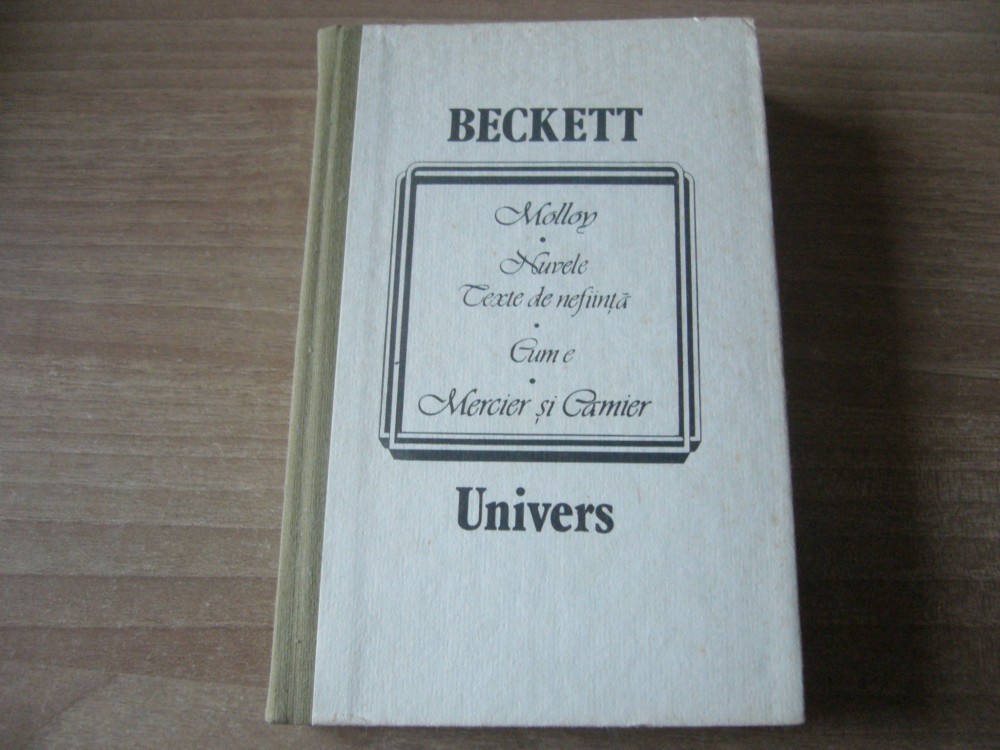 BECKETT
Molloy
•
Nuvele
Texte de neființă
•
Cum e
•
Mercier și Camier
Univers